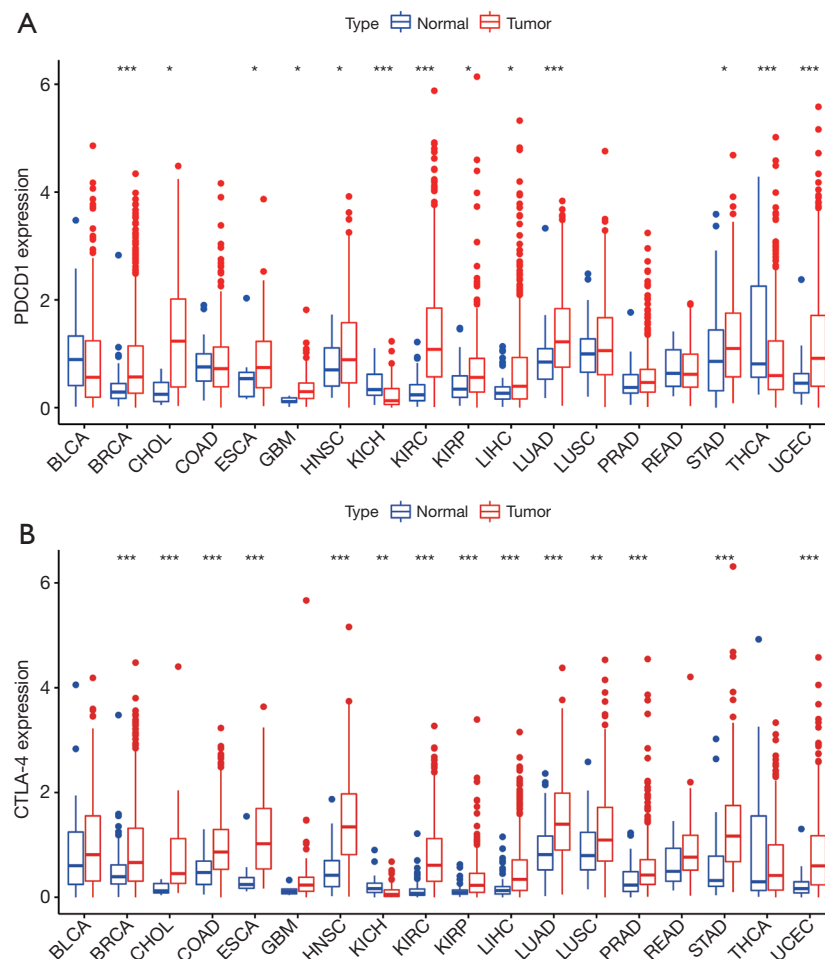 A
Type Normal Tumor
*** * * * * *** *** * * *** * *** ***
6
4
2
0
PDCD1 expression
BLCA BRCA CHOL COAD ESCA GBM HNSC KICH KIRC KIRP LIHC LUAD LUSC PRAD READ STAD THCA UCEC
B
Type Normal Tumor
*** *** *** *** *** ** *** *** *** *** ** *** *** ***
6
4
2
0
CTLA-4 expression
BLCA BRCA CHOL COAD ESCA GBM HNSC KICH KIRC KIRP LIHC LUAD LUSC PRAD READ STAD THCA UCEC